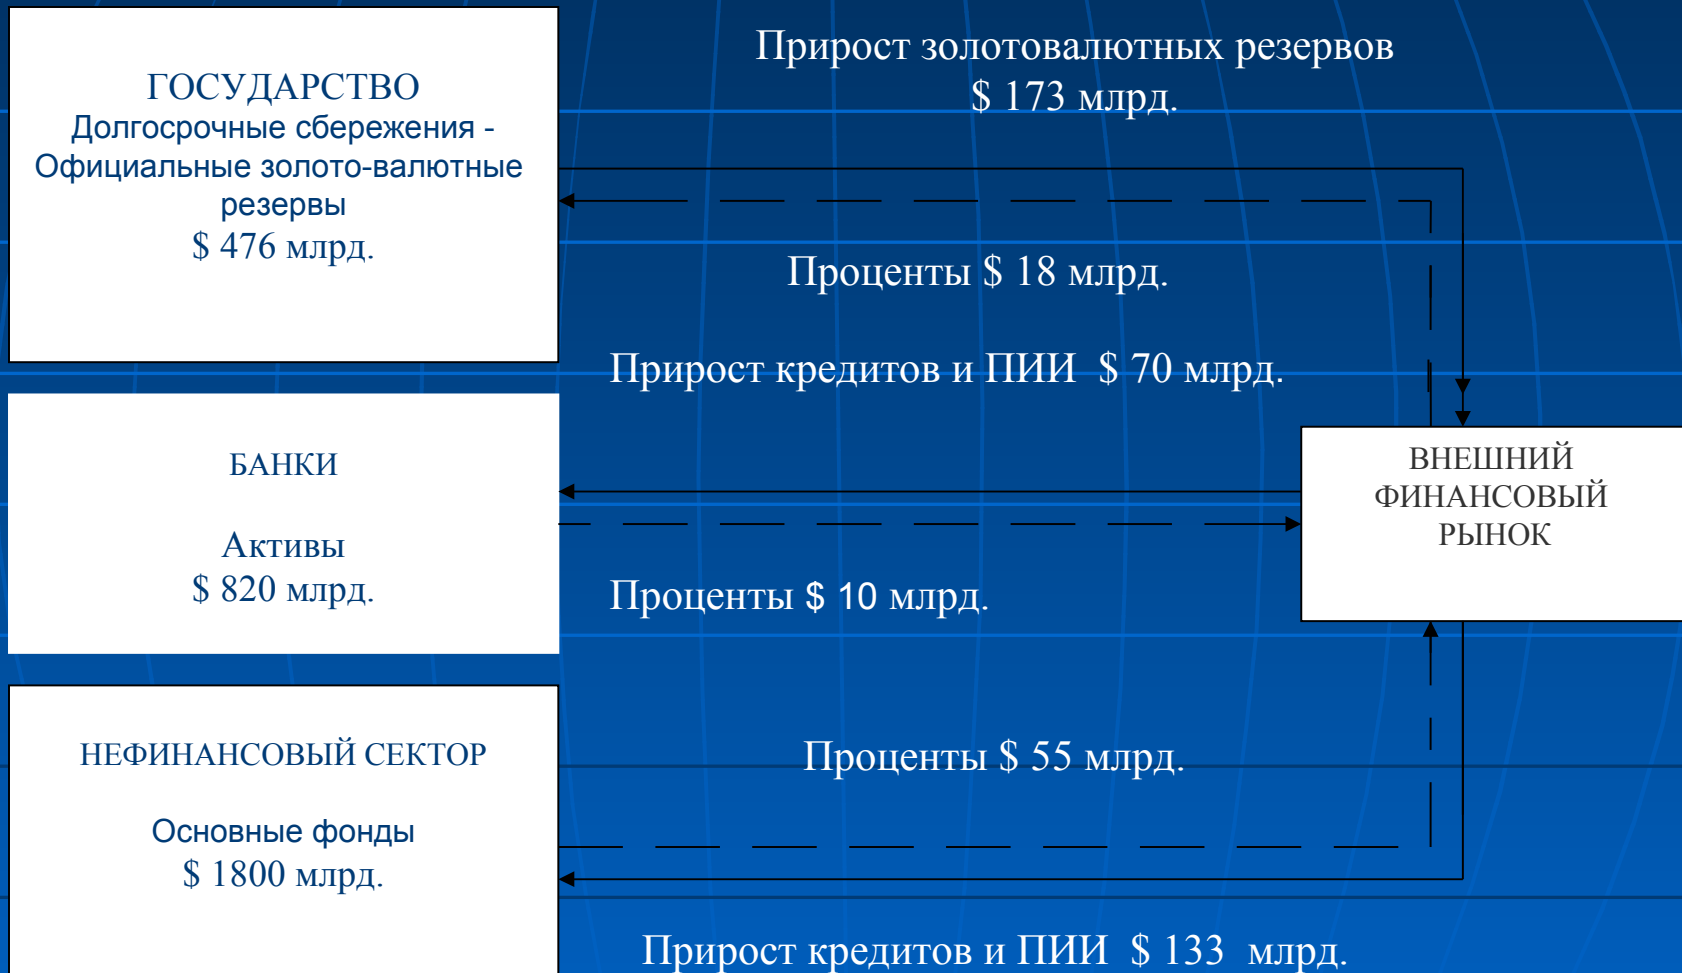 ГОСУДАРСТВО
Долгосрочные сбережения -
Официальные золото-валютные
резервы
$ 476 млрд.
Прирост золотовалютных резервов
$ 173 млрд.
Проценты $ 18 млрд.
Прирост кредитов и ПИИ $ 70 млрд.
БАНКИ
Активы
$ 820 млрд.
ВНЕШНИЙ
ФИНАНСОВЫЙ
РЫНОК
Проценты $ 10 млрд.
НЕФИНАНСОВЫЙ СЕКТОР
Основные фонды
$ 1800 млрд.
Проценты $ 55 млрд.
Прирост кредитов и ПИИ $ 133 млрд.